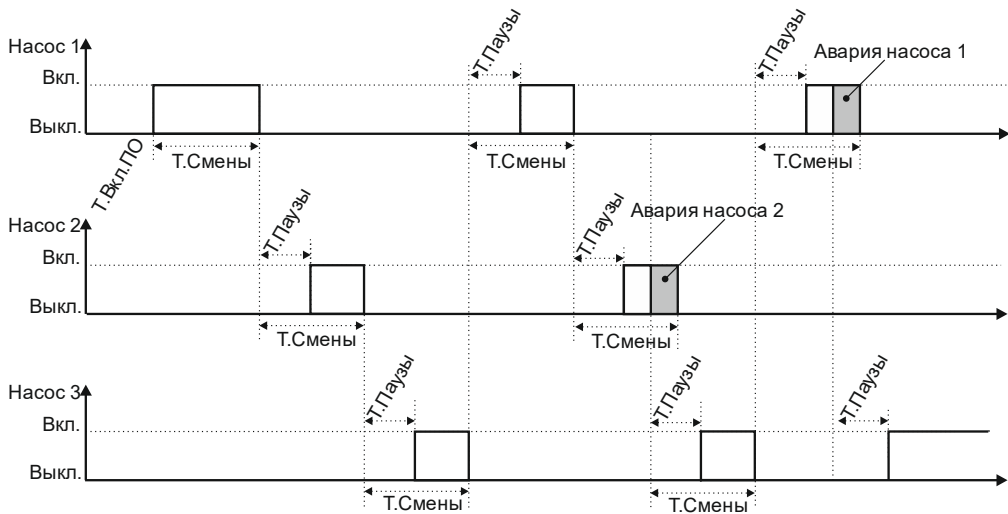 Насос 1
Вкл.
Выкл.
Т.Вкл.ПО
Т.Смены
Т.Паузы
Т.Смены
Т.Паузы
Авария насоса 1
Т.Смены
Насос 2
Вкл.
Выкл.
Т.Паузы
Т.Смены
Т.Паузы
Авария насоса 2
Т.Смены
Насос 3
Вкл.
Выкл.
Т.Паузы
Т.Смены
Т.Паузы
Т.Смены
Т.Паузы